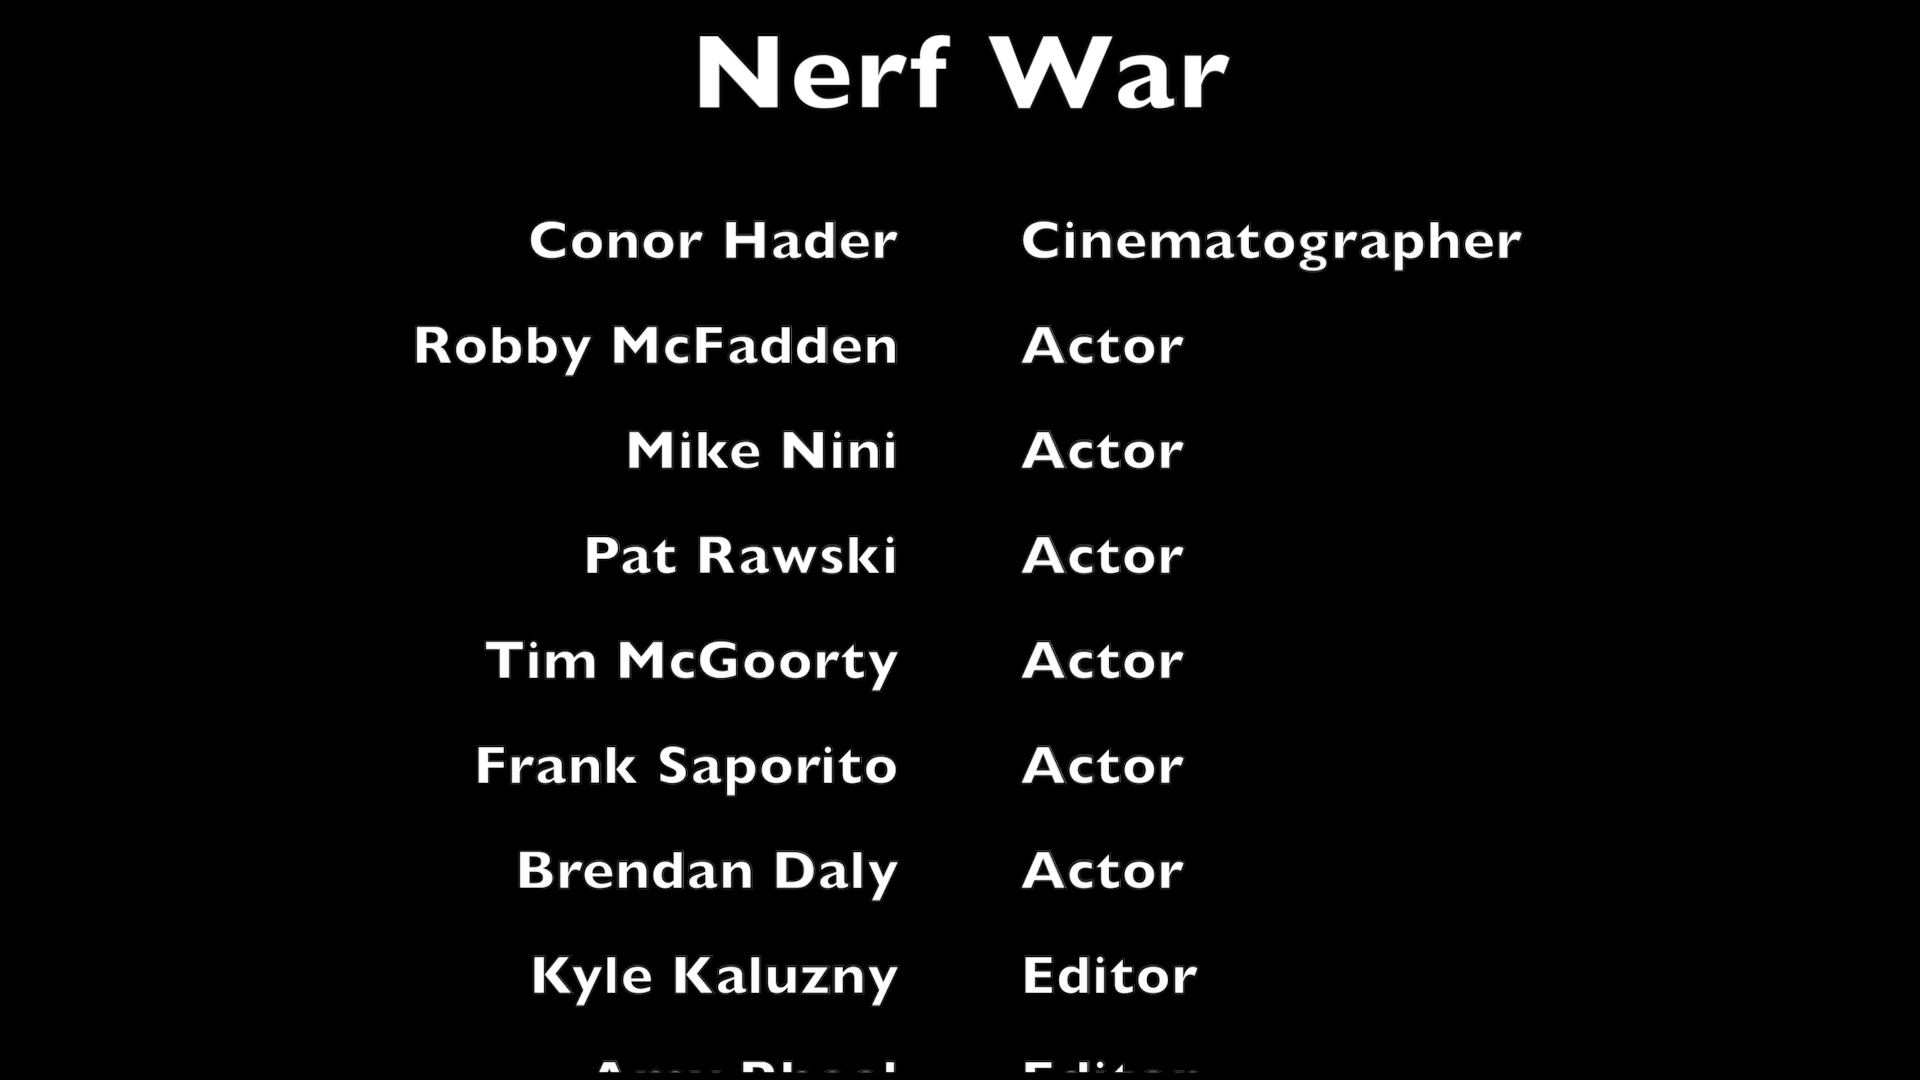 Nerf War
Conor Hader Cinematographer
Robby McFadden Actor
Mike Nini Actor
Pat Rawski Actor
Tim McGoorty Actor
Frank Saporito Actor
Brendan Daly Actor
Kyle Kaluzny Editor
Editor